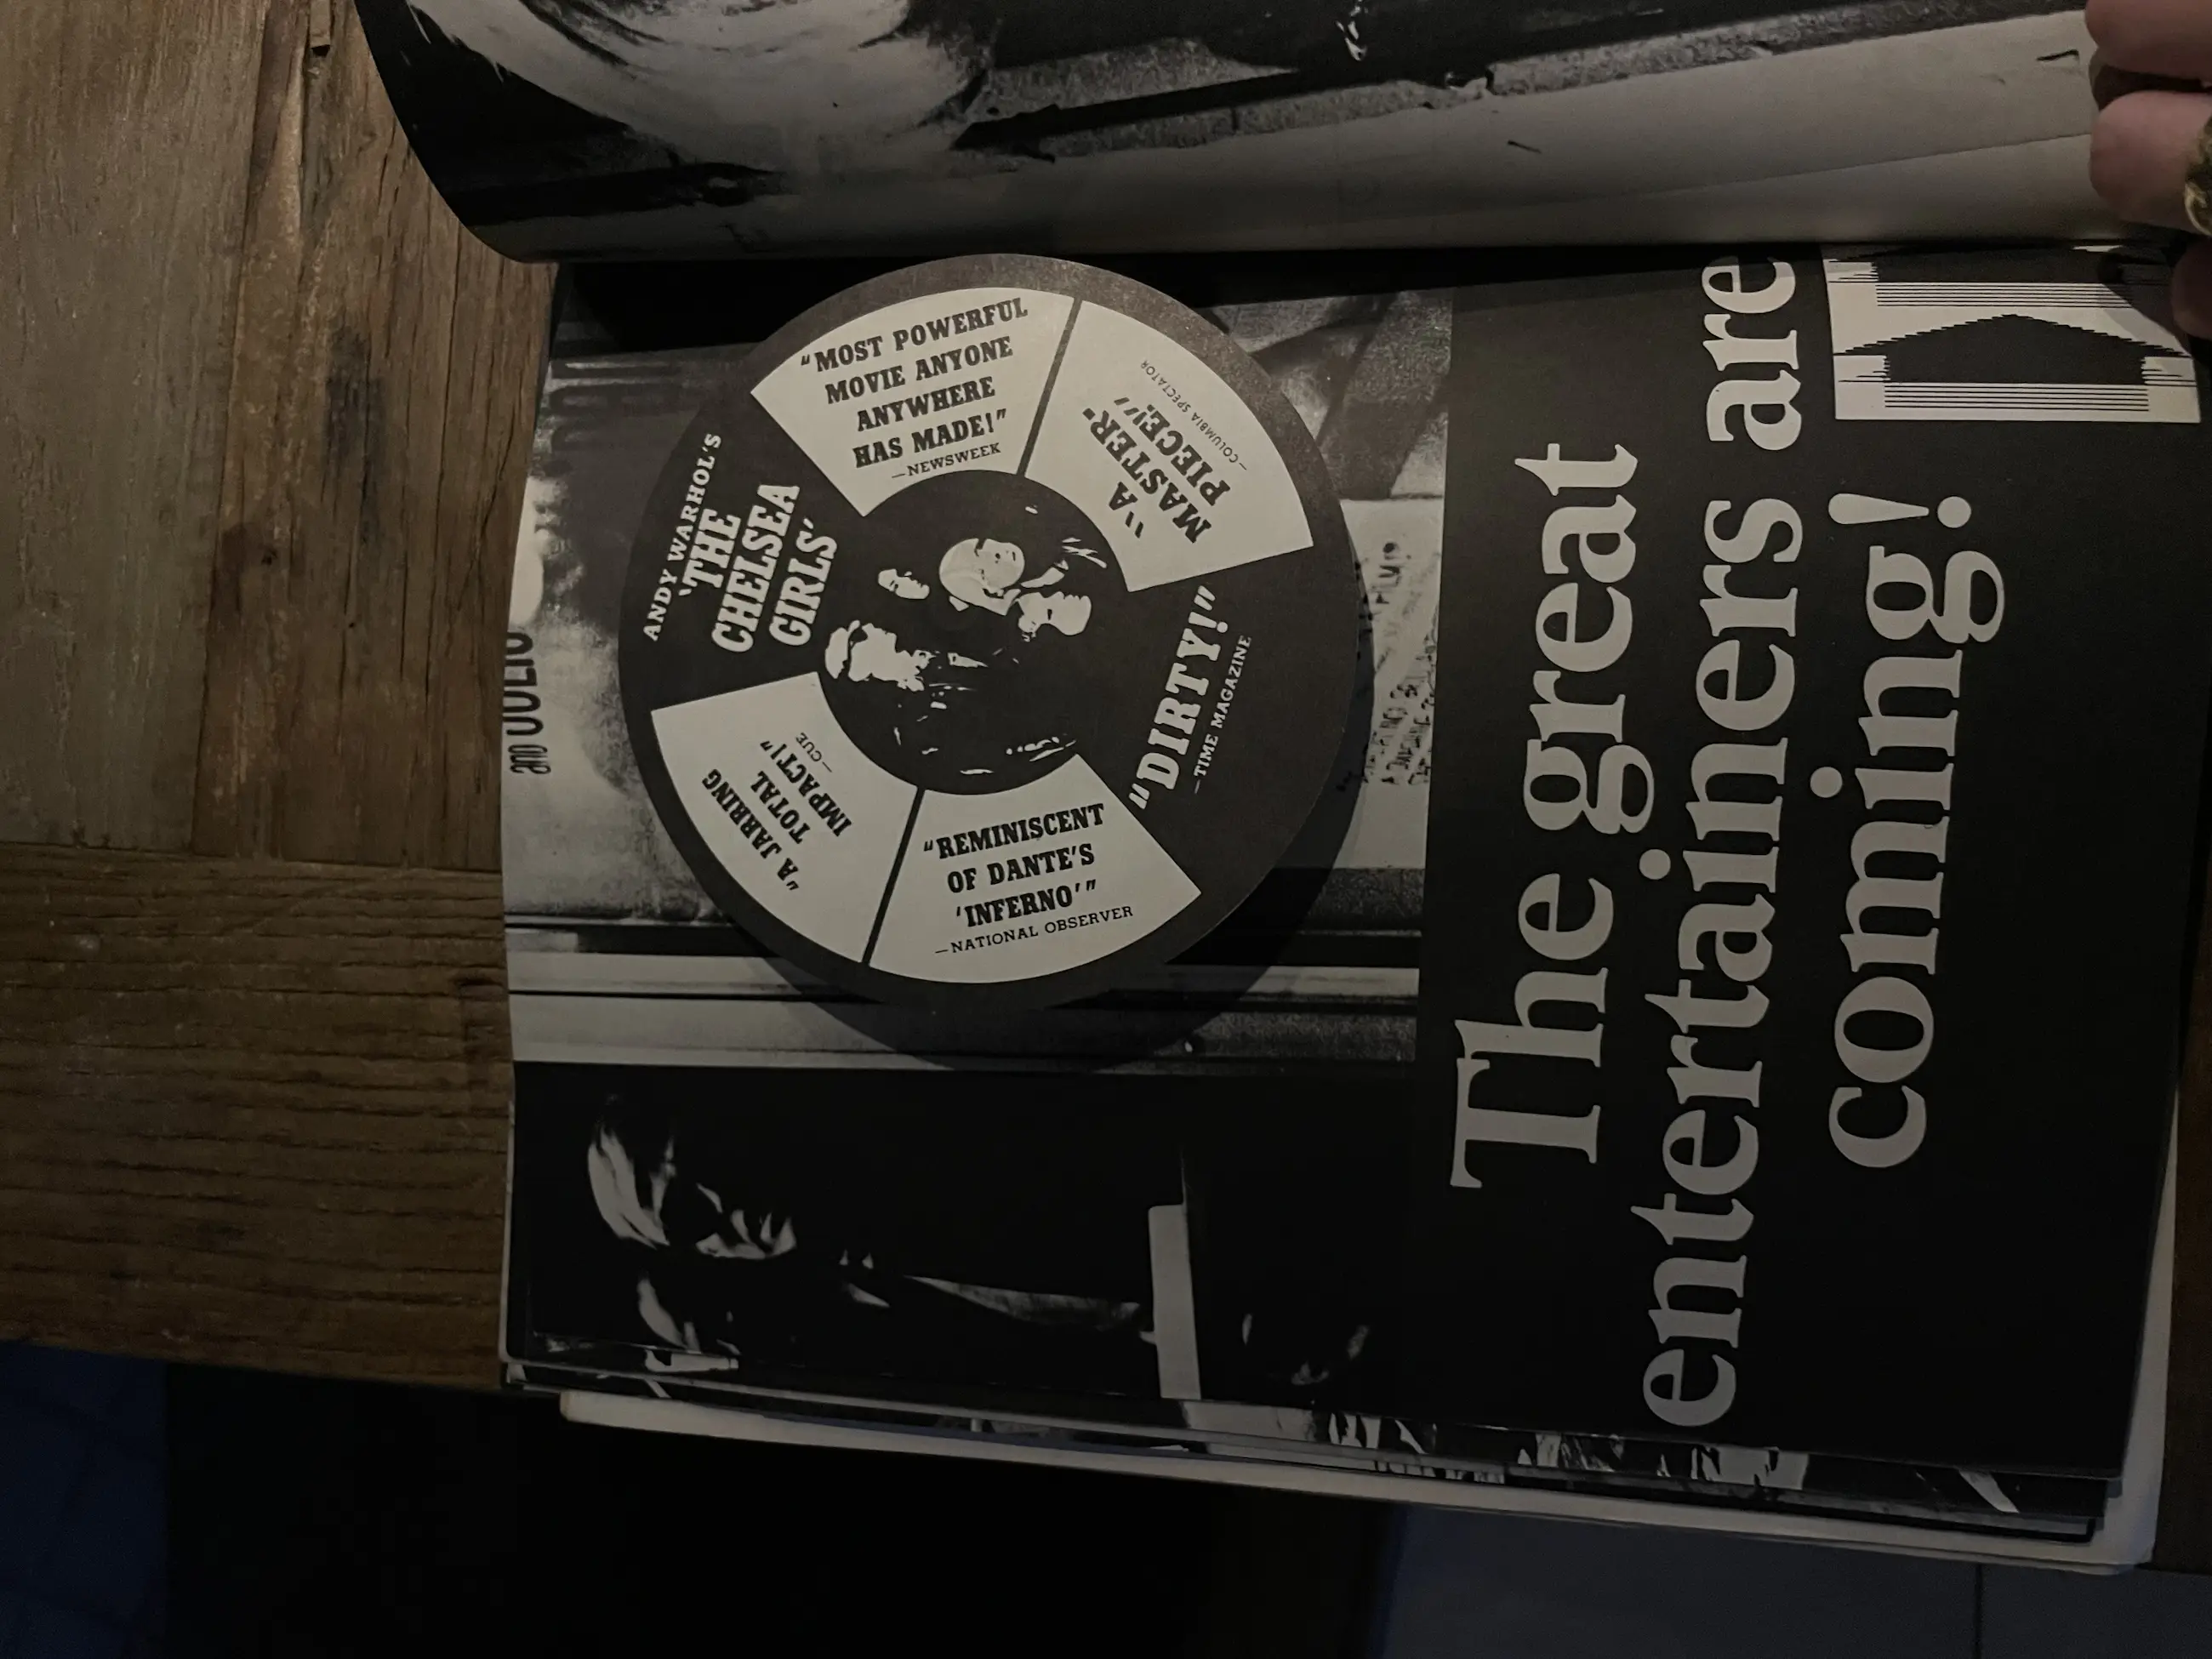 ANDY WARHOL'S
'THE
CHELSEA
GIRLS'
"MOST POWERFUL
MOVIE ANYONE
ANYWHERE
HAS MADE!"
—NEWSWEEK
"A
MASTER-
PIECE!"
—COLUMBIA SPECTATOR
"DIRTY!"
—TIME MAGAZINE
"REMINISCENT
OF DANTE'S
'INFERNO'"
—NATIONAL OBSERVER
"A JARRING
TOTAL
IMPACT!"
—CUE
The great
entertainers are
coming!
and